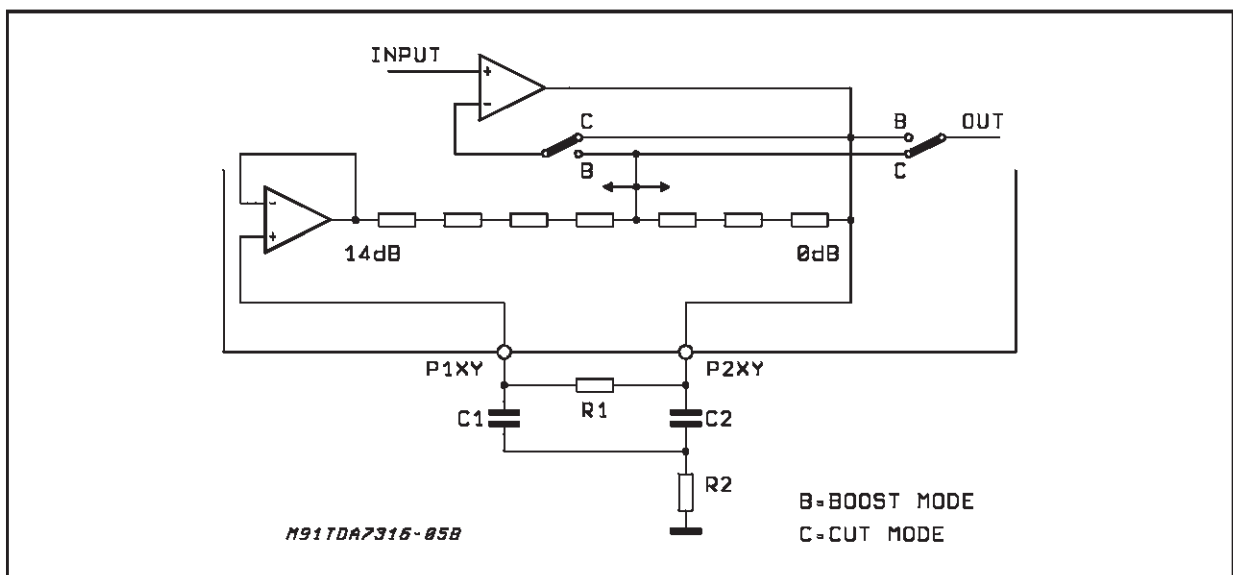 INPUT
+
-
C
B OUT
B
C
-
+
14dB 0dB
P1XY P2XY
R1
C1 C2
R2
B=BOOST MODE
C=CUT MODE
M91TDA7316-05B